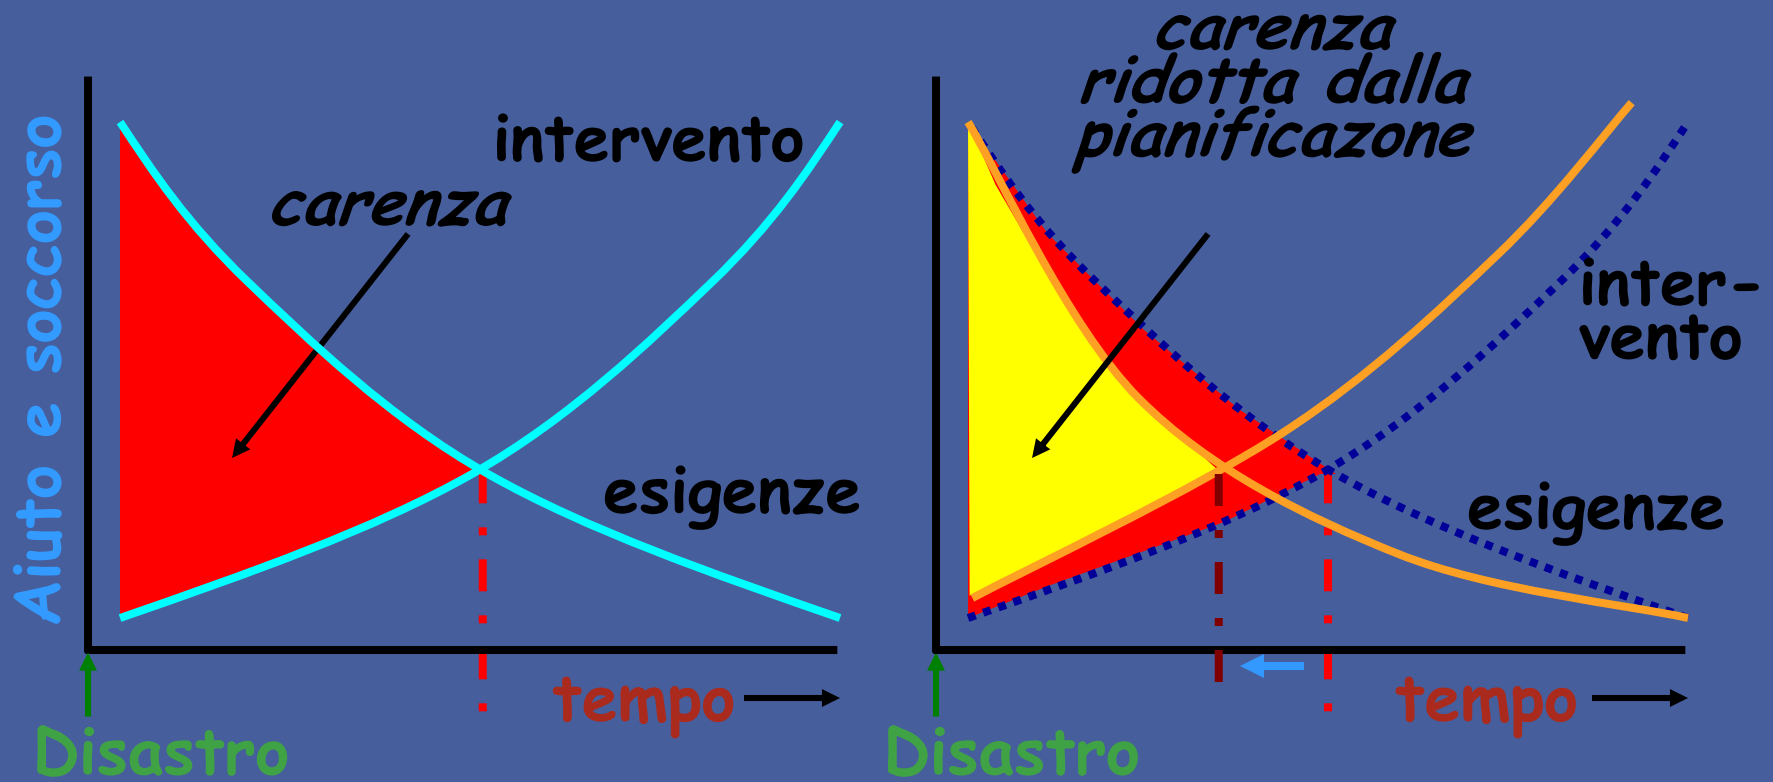 Aiuto e soccorso
intervento
carenza
esigenze
tempo
Disastro
carenza
ridotta dalla
pianificazone
inter-
vento
esigenze
tempo
Disastro